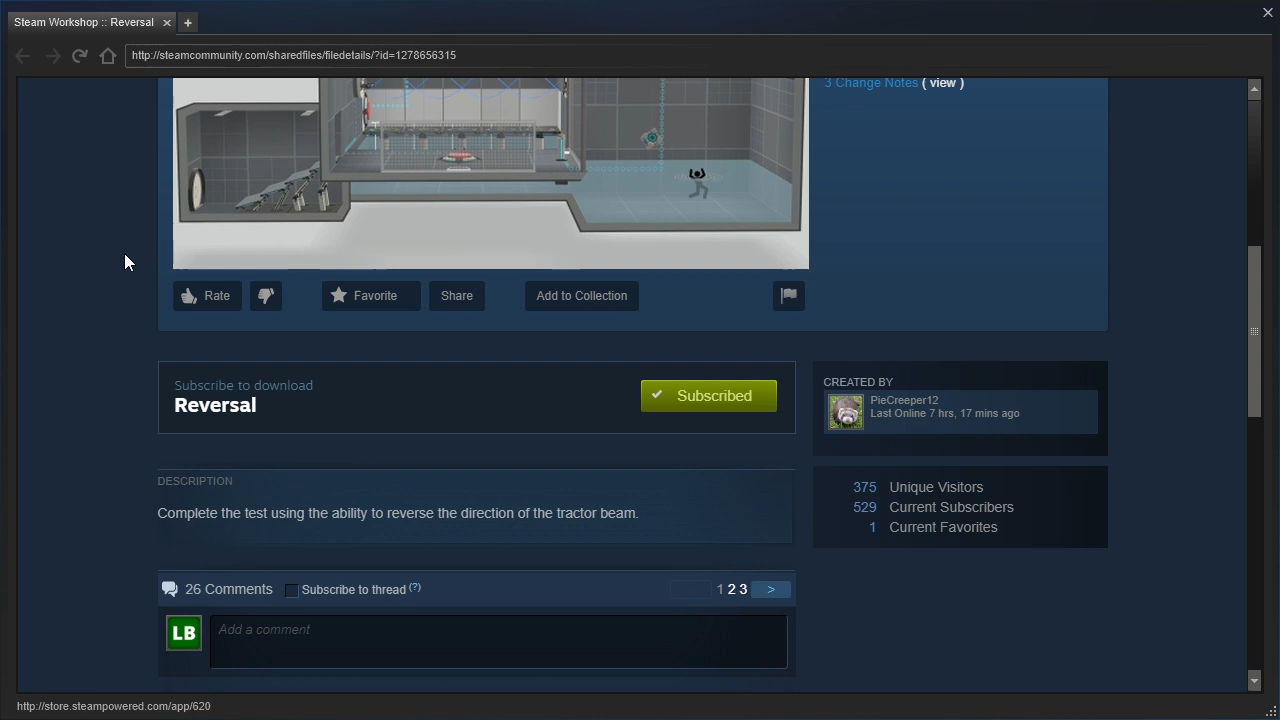 Steam Workshop :: Reversal
http://steamcommunity.com/sharedfiles/filedetails/?id=1278656315
3 Change Notes ( view )
Rate
Favorite
Share
Add to Collection
Subscribe to download
Reversal
Subscribed
CREATED BY
PieCreeper12
Last Online 7 hrs, 17 mins ago
375 Unique Visitors
529 Current Subscribers
1 Current Favorites
DESCRIPTION
Complete the test using the ability to reverse the direction of the tractor beam.
26 Comments Subscribe to thread (?) 1 2 3 >
LB Add a comment
http://store.steampowered.com/app/620